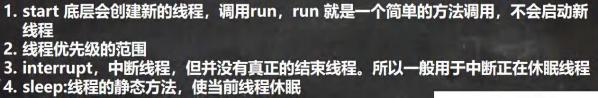 1. start 底层会创建新的线程，调用run，run 就是一个简单的方法调用，不会启动新
线程
2. 线程优先级的范围
3. interrupt，中断线程，但并没有真正的结束线程。所以一般用于中断正在休眠线程
4. sleep:线程的静态方法，使当前线程休眠